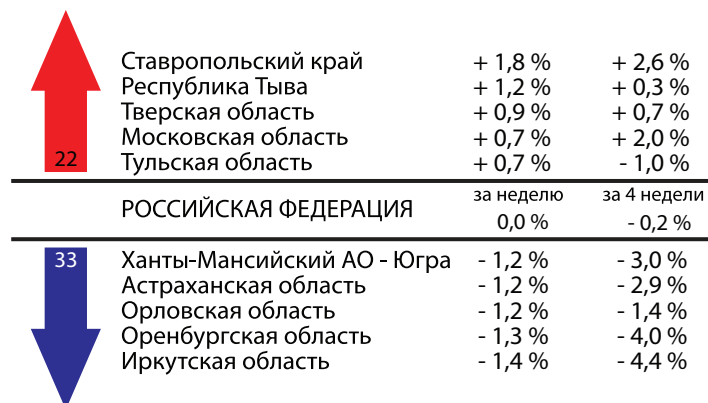 Ставропольский край + 1,8 % + 2,6 %
Республика Тыва + 1,2 % + 0,3 %
Тверская область + 0,9 % + 0,7 %
Московская область + 0,7 % + 2,0 %
22 Тульская область + 0,7 % - 1,0 %
за неделю за 4 недели
РОССИЙСКАЯ ФЕДЕРАЦИЯ 0,0 % - 0,2 %
33 Ханты-Мансийский АО - Югра - 1,2 % - 3,0 %
Астраханская область - 1,2 % - 2,9 %
Орловская область - 1,2 % - 1,4 %
Оренбургская область - 1,3 % - 4,0 %
Иркутская область - 1,4 % - 4,4 %